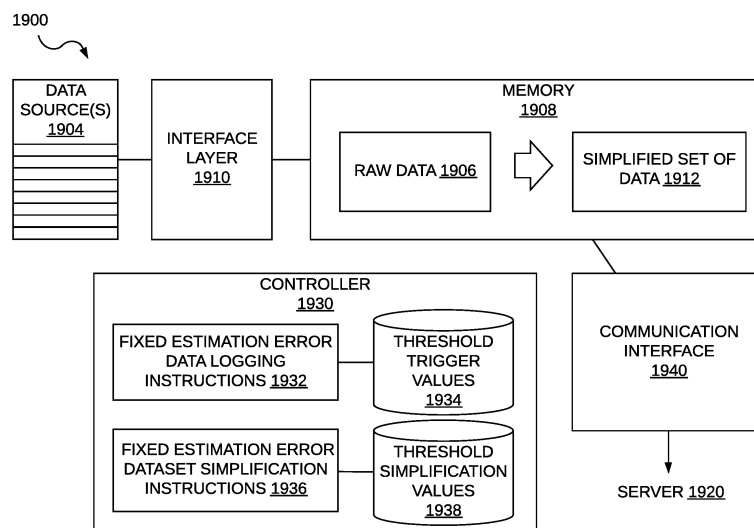 1900
DATA
SOURCE(S)
1904
INTERFACE
LAYER
1910
MEMORY
1908
RAW DATA 1906
SIMPLIFIED SET OF
DATA 1912
CONTROLLER
1930
FIXED ESTIMATION ERROR
DATA LOGGING
INSTRUCTIONS 1932
THRESHOLD
TRIGGER
VALUES
1934
FIXED ESTIMATION ERROR
DATASET SIMPLIFICATION
INSTRUCTIONS 1936
THRESHOLD
SIMPLIFICATION
VALUES
1938
COMMUNICATION
INTERFACE
1940
SERVER 1920